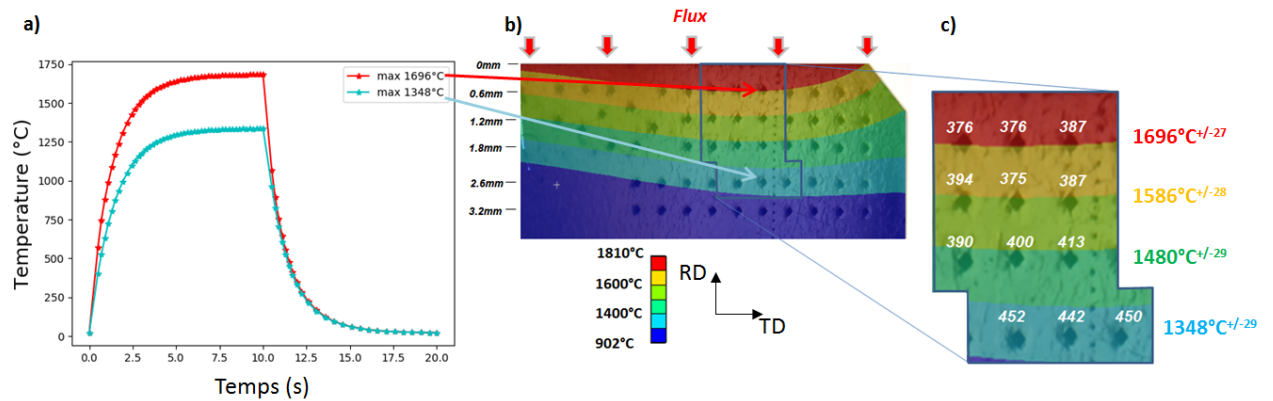 a)
Temperature (°C)
1750
1500
1250
1000
750
500
250
0
0.0 2.5 5.0 7.5 10.0 12.5 15.0 17.5 20.0
Temps (s)
max 1696°C
max 1348°C
b)
Flux
0mm
0.6mm
1.2mm
1.8mm
2.6mm
3.2mm
1810°C
1600°C
1400°C
902°C
RD
TD
c)
376 376 387
394 375 387
390 400 413
452 442 450
1696°C+/-27
1586°C+/-28
1480°C+/-29
1348°C+/-29